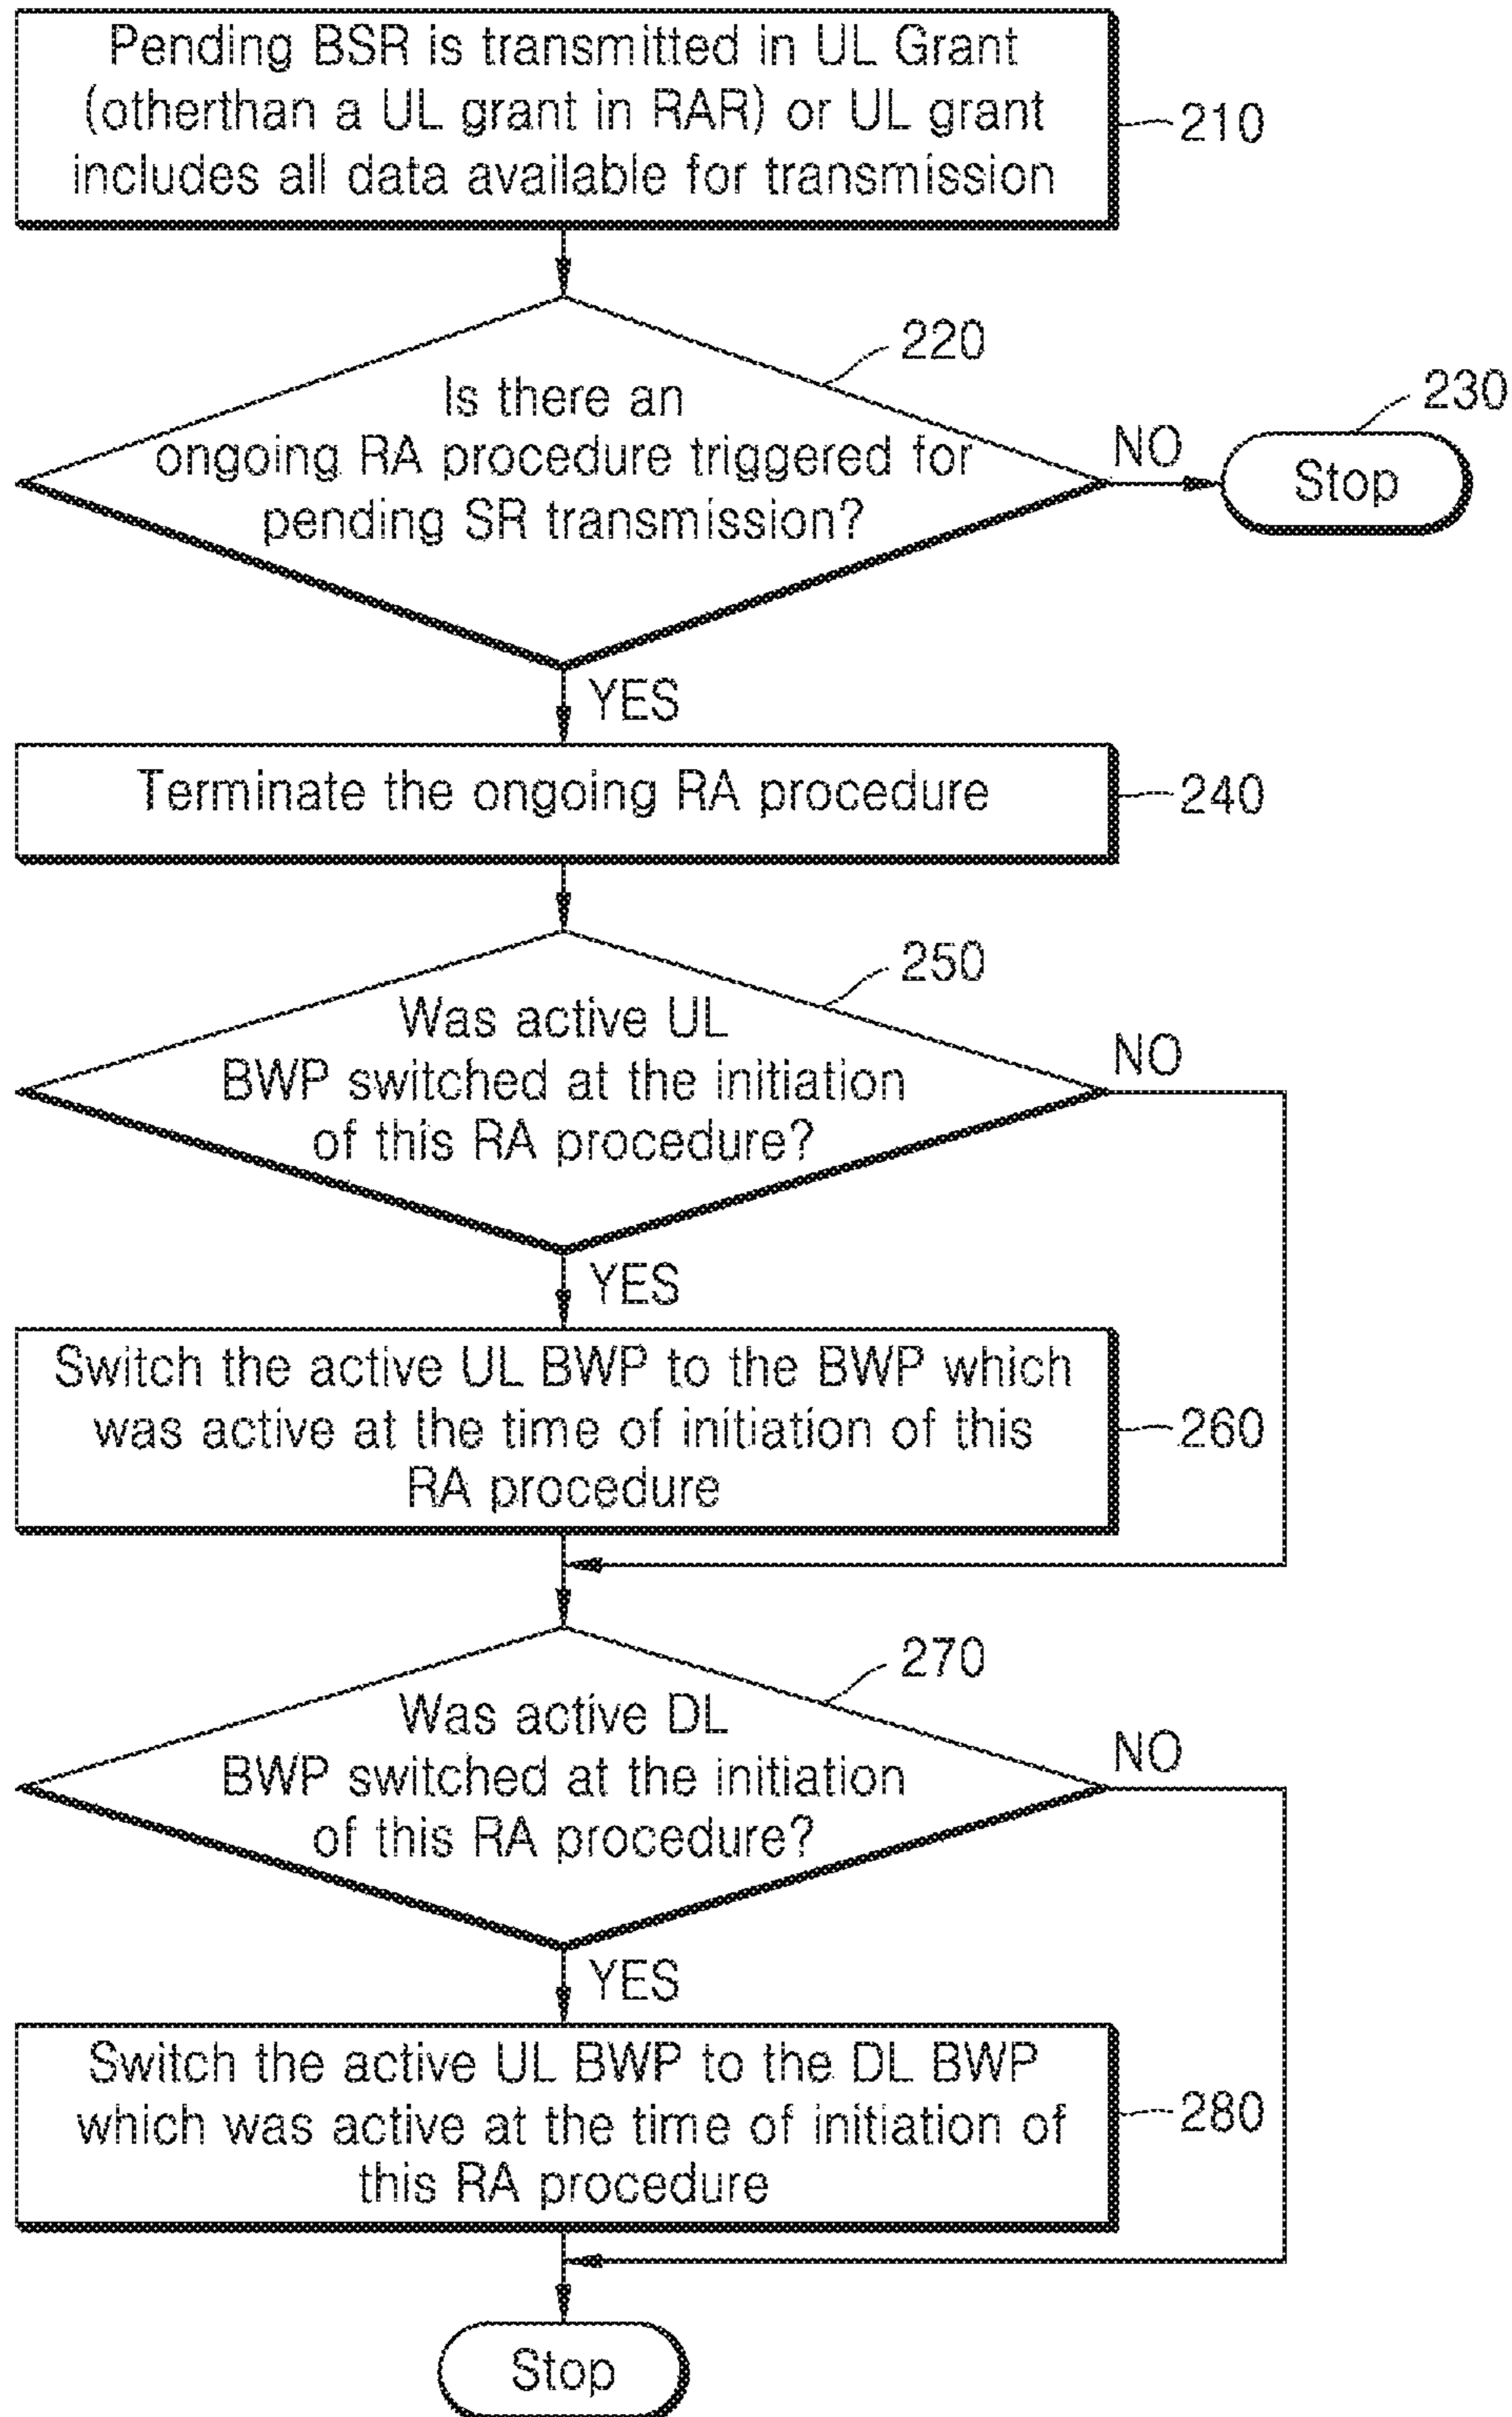 Pending BSR is transmitted in UL Grant
(otherthan a UL grant in RAR) or UL grant
includes all data available for transmission
210
220
Is there an
ongoing RA procedure triggered for
pending SR transmission?
NO
230
Stop
YES
Terminate the ongoing RA procedure
240
250
Was active UL
BWP switched at the initiation
of this RA procedure?
NO
YES
Switch the active UL BWP to the BWP which
was active at the time of initiation of this
RA procedure
260
270
Was active DL
BWP switched at the initiation
of this RA procedure?
NO
YES
Switch the active UL BWP to the DL BWP
which was active at the time of initiation of
this RA procedure
280
Stop